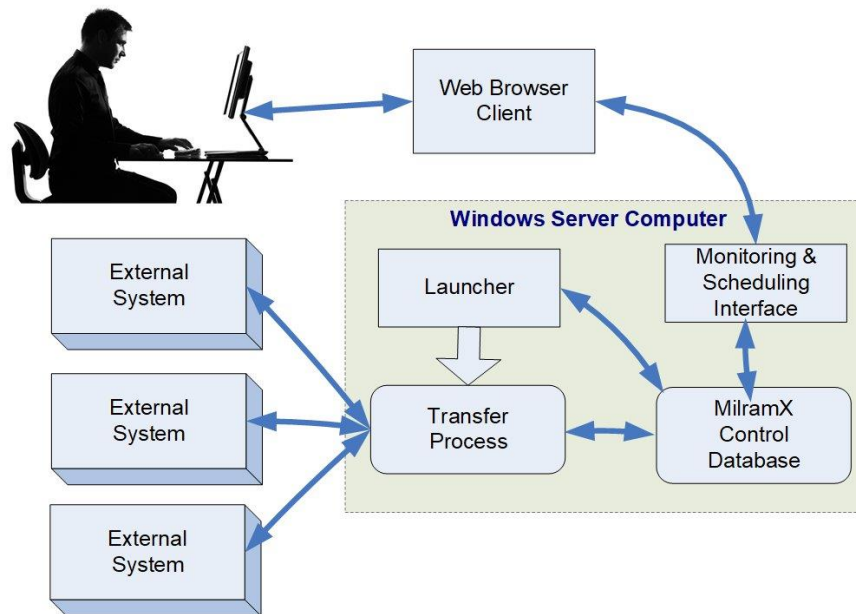 Web Browser
Client
Windows Server Computer
External
System
Launcher
Monitoring &
Scheduling
Interface
External
System
Transfer
Process
MilramX
Control
Database
External
System